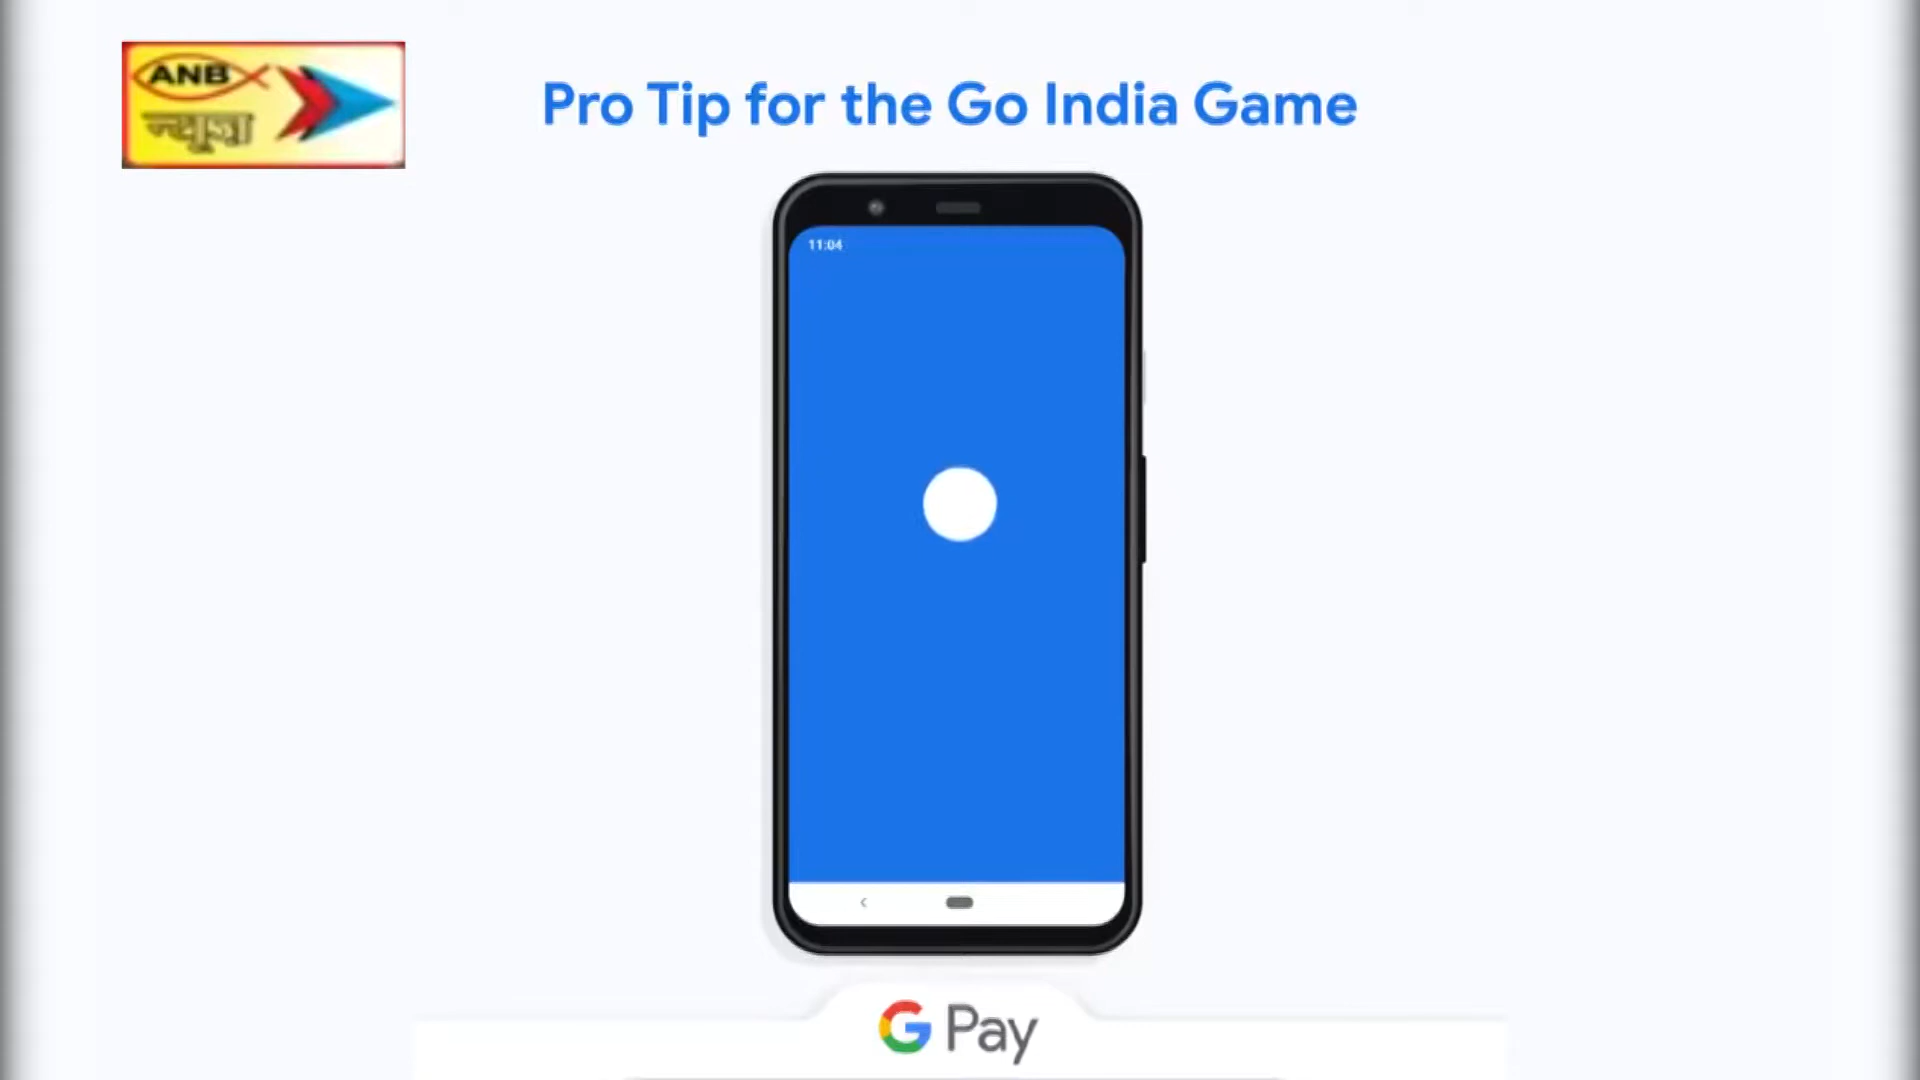 ANB
न्यूज़
Pro Tip for the Go India Game
11:04
G Pay